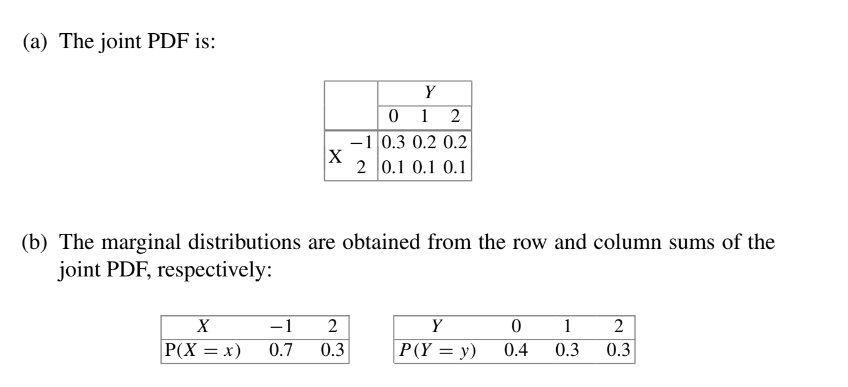 (a) The joint PDF is:
Y
0 1 2
X
−1 0.3 0.2 0.2
2 0.1 0.1 0.1
(b) The marginal distributions are obtained from the row and column sums of the
joint PDF, respectively:
X −1 2
P(X = x) 0.7 0.3
Y 0 1 2
P(Y = y) 0.4 0.3 0.3